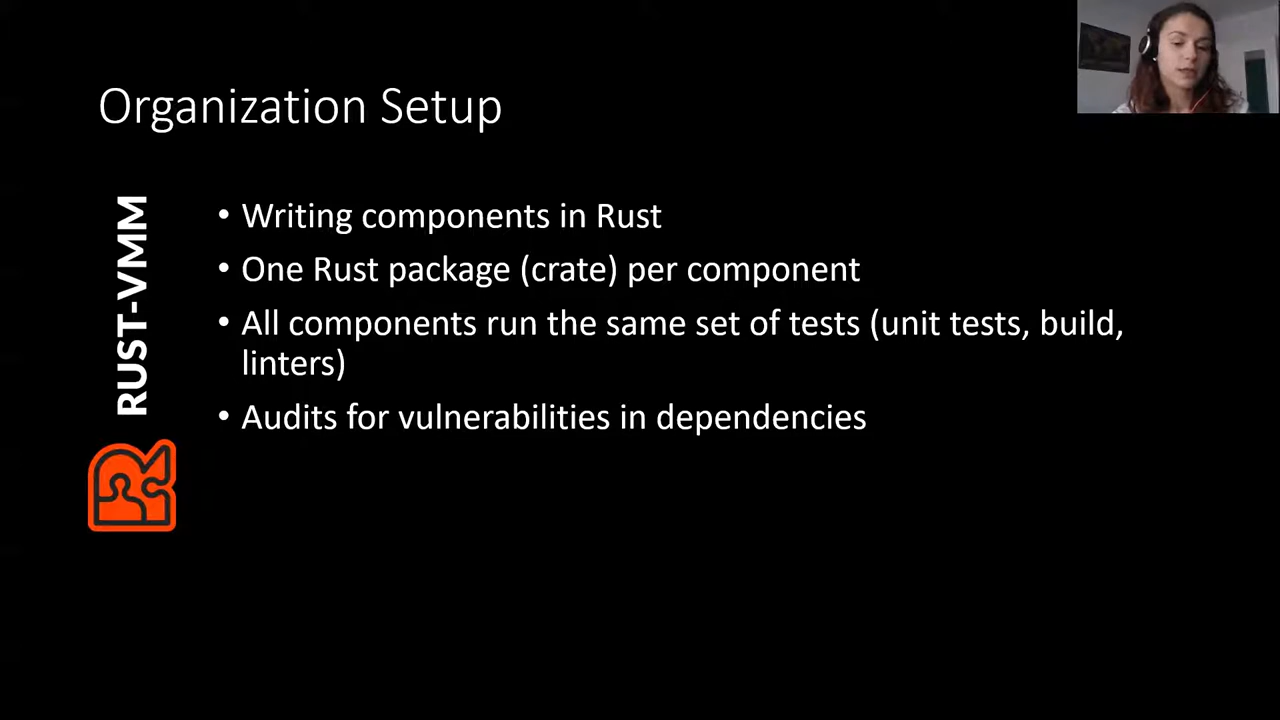 Organization Setup
RUST-VMM
• Writing components in Rust
• One Rust package (crate) per component
• All components run the same set of tests (unit tests, build,
linters)
• Audits for vulnerabilities in dependencies